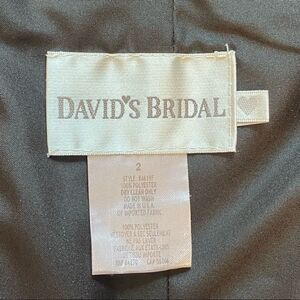 DAVID'S BRIDAL
2
100% POLYESTER
DRY CLEAN ONLY
DO NOT WASH
MADE IN U.S.A.
OF IMPORTED FABRIC
100% POLYESTER
NE PAS LAVER